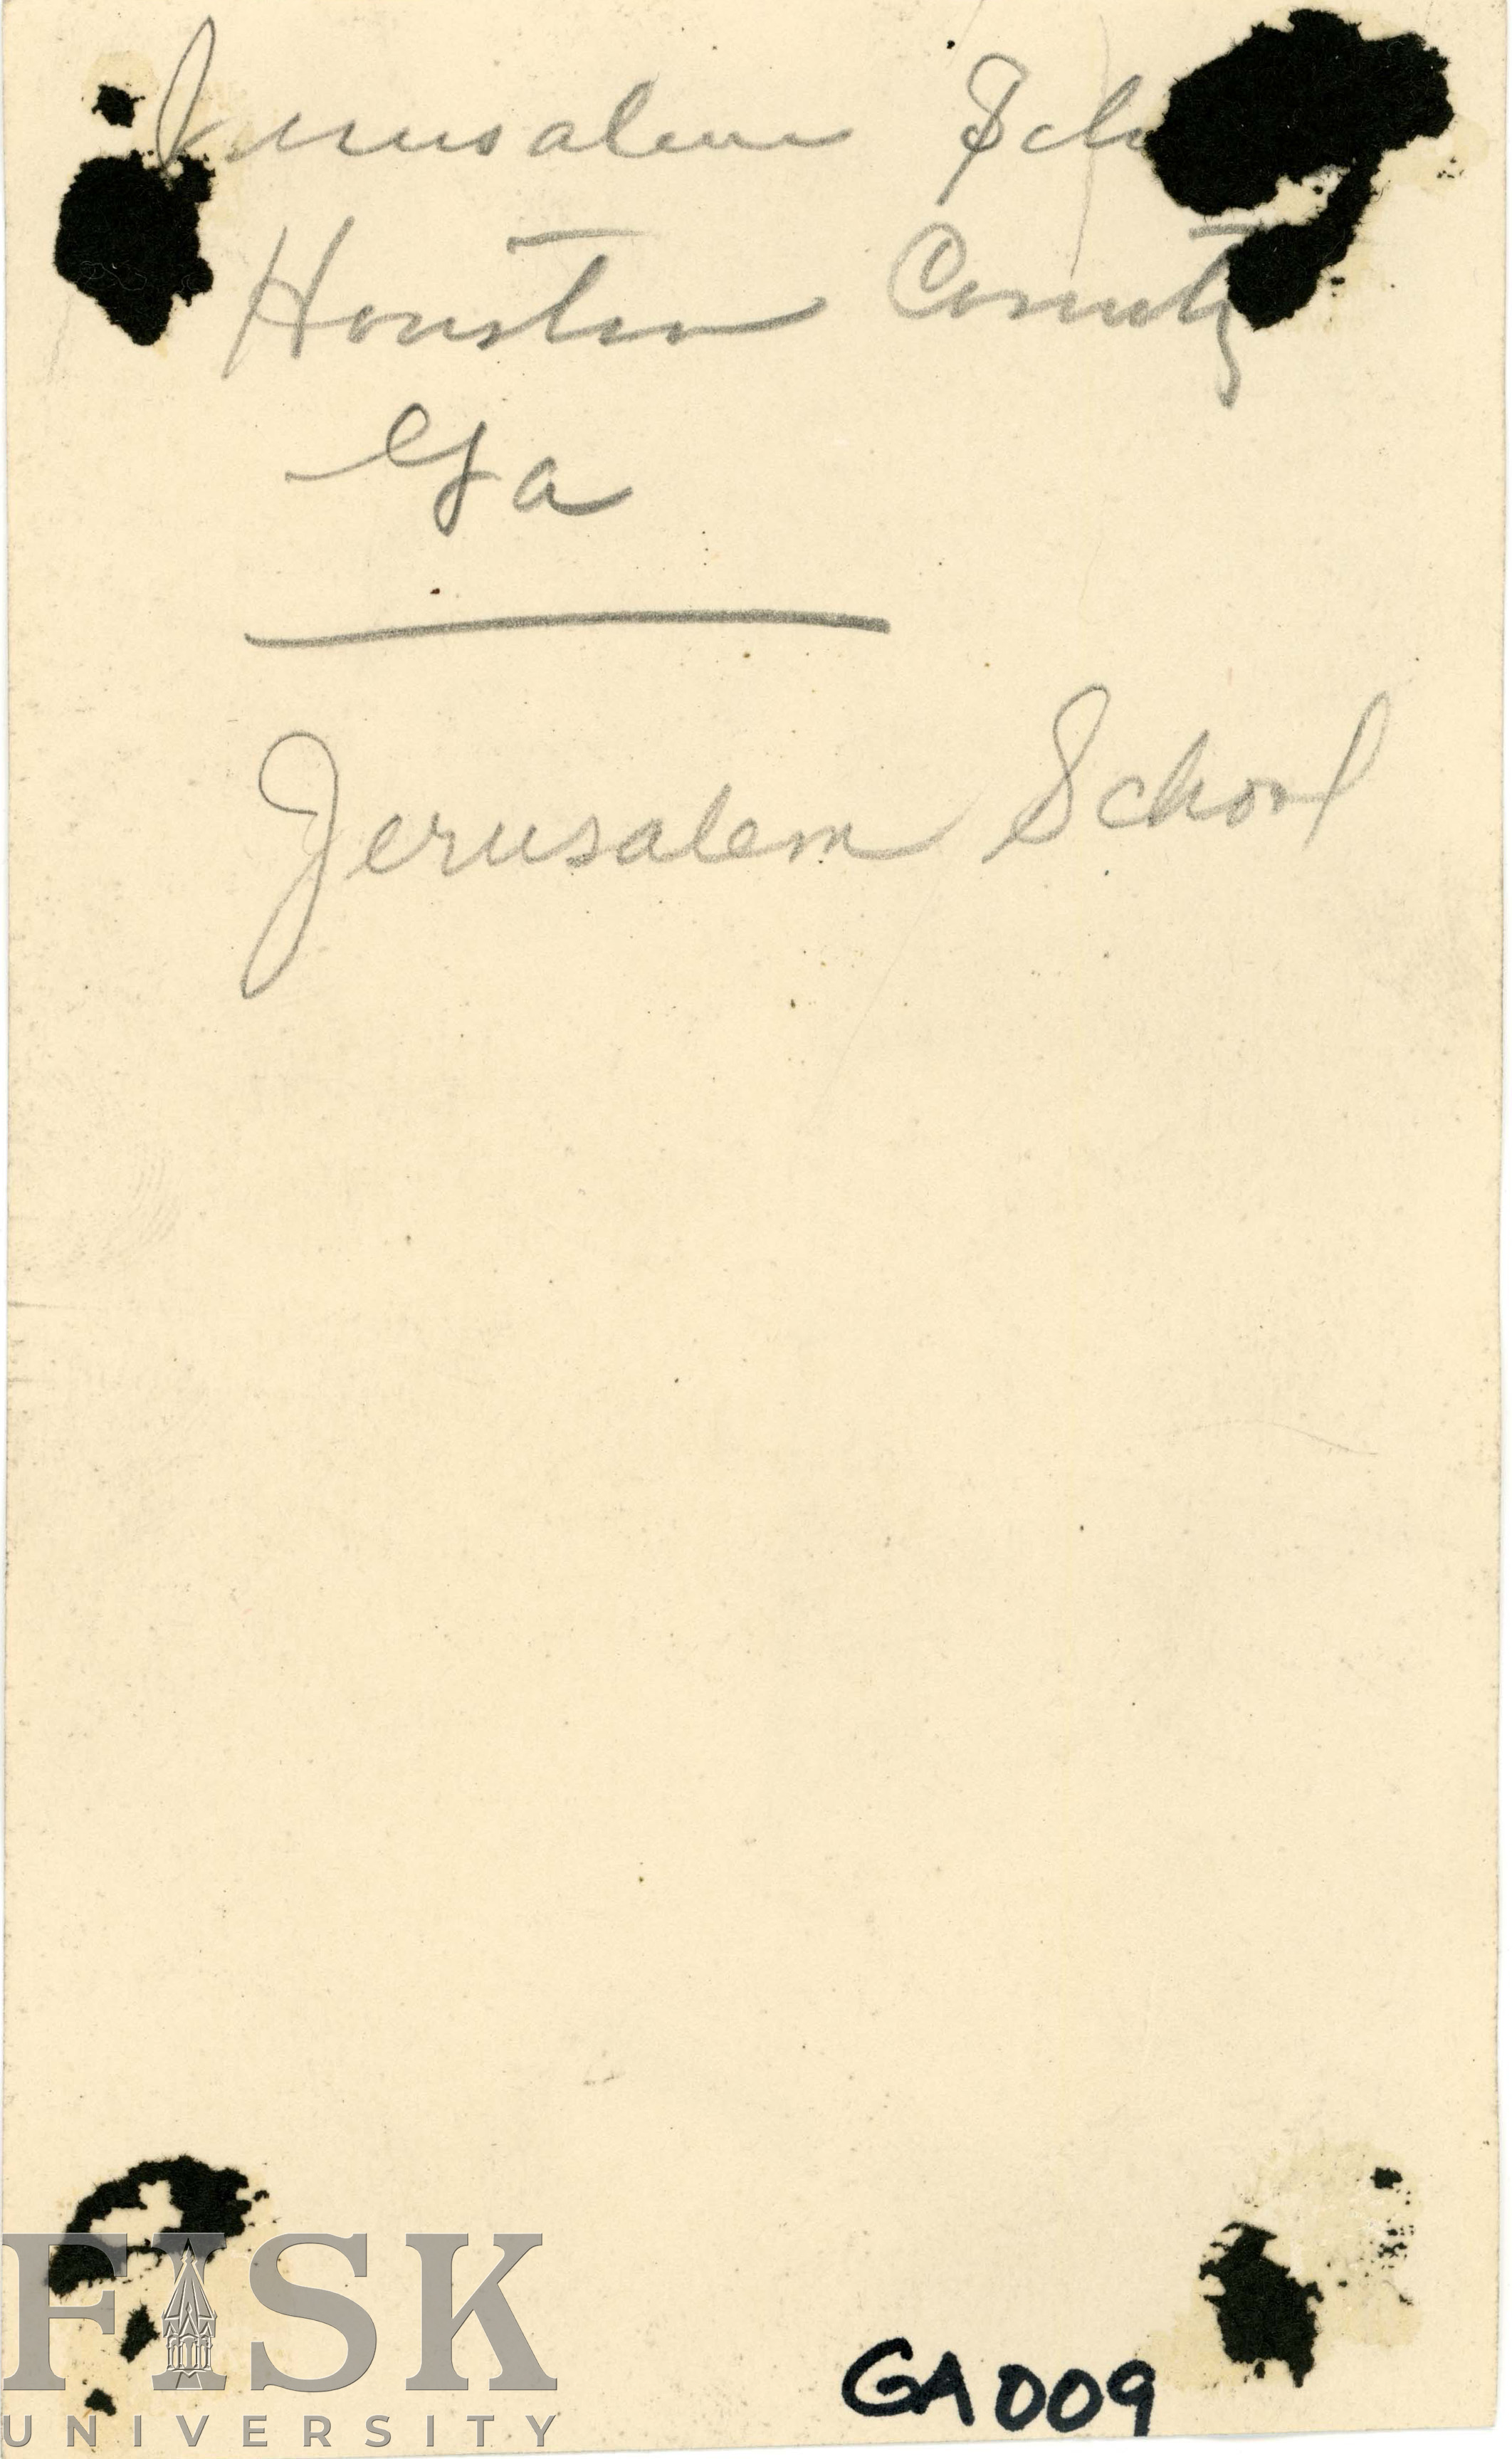 Jerusalem Sch
Houston County
Ga
Jerusalem School
GA009
FISK
UNIVERSITY